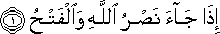 إِذَا جَآءَ نَصْرُ ٱللَّهِ وَٱلْفَتْحُ ۝١